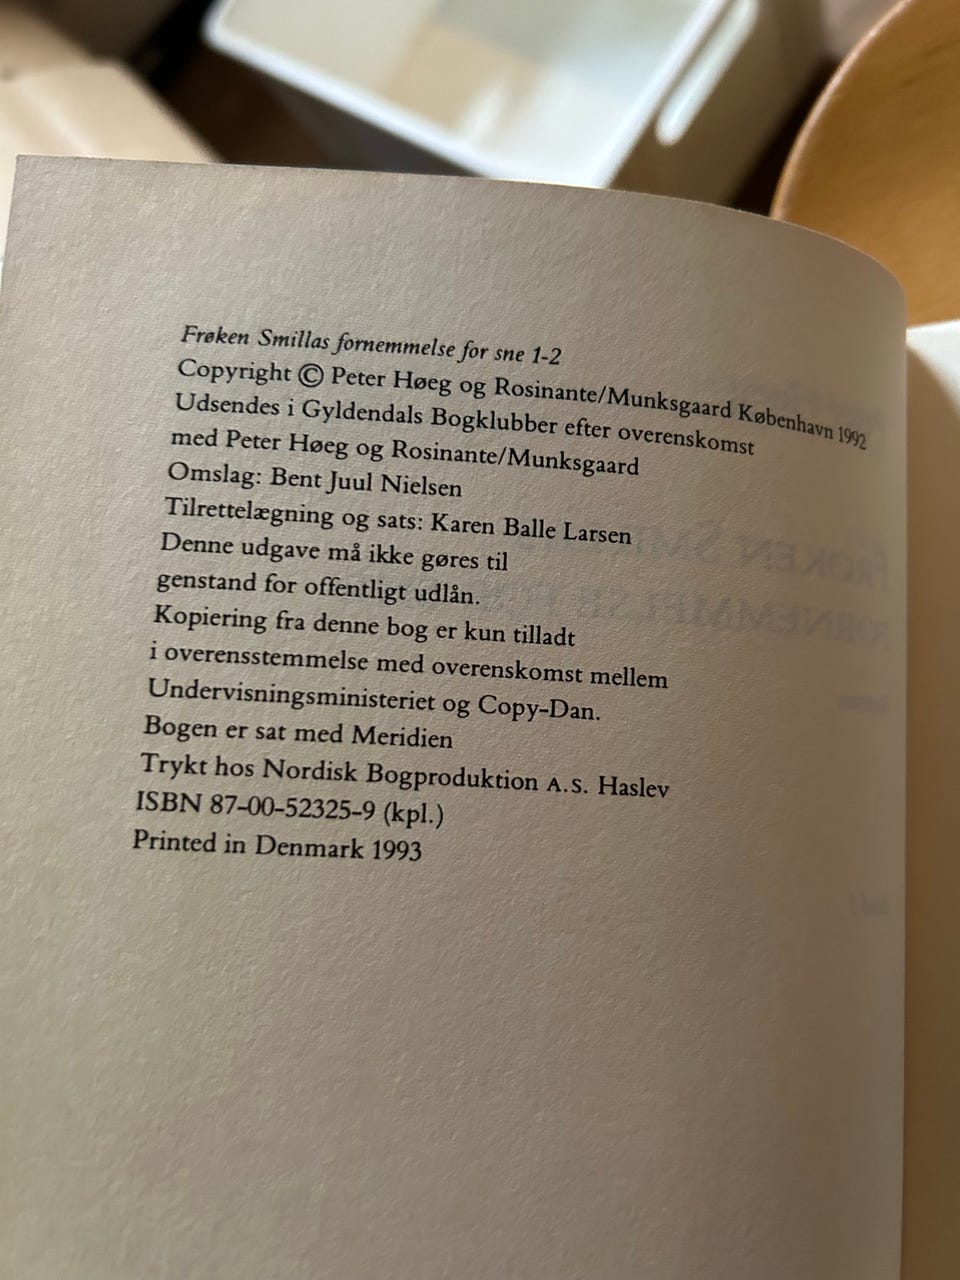 Frøken Smillas fornemmelse for sne 1-2
Copyright © Peter Høeg og Rosinante/Munksgaard København 1992
Udsendes i Gyldendals Bogklubber efter overenskomst
med Peter Høeg og Rosinante/Munksgaard
Omslag: Bent Juul Nielsen
Tilrettelægning og sats: Karen Balle Larsen
Denne udgave må ikke gøres til
genstand for offentligt udlån.
Kopiering fra denne bog er kun tilladt
i overensstemmelse med overenskomst mellem
Undervisningsministeriet og Copy-Dan.
Bogen er sat med Meridien
Trykt hos Nordisk Bogproduktion A.S. Haslev
ISBN 87-00-52325-9 (kpl.)
Printed in Denmark 1993